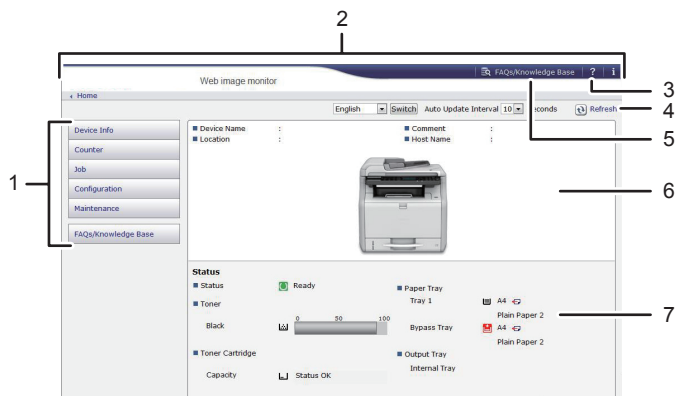 2
FAQs/Knowledge Base ? i
Web image monitor
3
Home
English Switch Auto Update Interval 10 econds Refresh
4
Device Info
Device Name :
Comment :
5
Location :
Host Name :
Counter
Job
1
Configuration
6
Maintenance
FAQs/Knowledge Base
Status
Status Ready
Paper Tray
Toner
Tray 1 A4
0 50 100
Plain Paper 2
7
Black
Bypass Tray A4
Plain Paper 2
Toner Cartridge
Output Tray
Internal Tray
Capacity Status OK